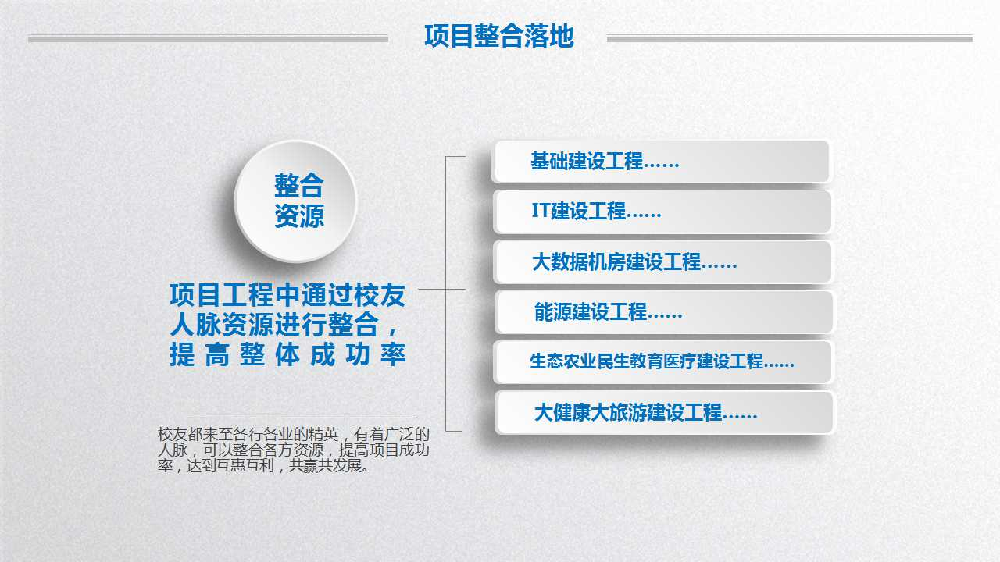 项目整合落地
整合
资源
项目工程中通过校友
人脉资源进行整合，
提高整体成功率
校友都来至各行各业的精英，有着广泛的
人脉，可以整合各方资源，提高项目成功
率，达到互惠互利，共赢共发展。
基础建设工程……
IT建设工程……
大数据机房建设工程……
能源建设工程……
生态农业民生教育医疗建设工程……
大健康大旅游建设工程……